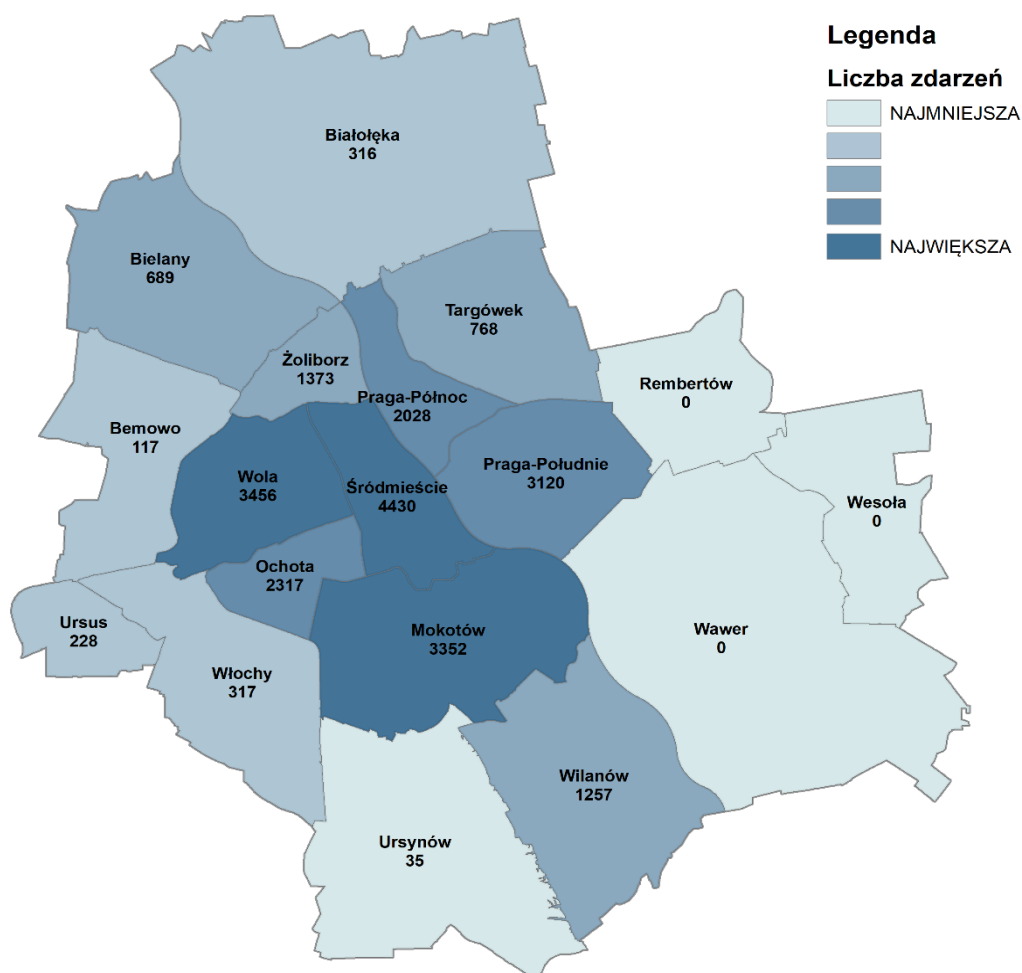 Legenda
Liczba zdarzeń
NAJMNIEJSZA
NAJWIĘKSZA
Białołęka
316
Bielany
689
Targówek
768
Żoliborz
1373
Praga-Północ
2028
Rembertów
0
Bemowo
117
Wola
3456
Śródmieście
4430
Praga-Południe
3120
Wesoła
0
Ochota
2317
Ursus
228
Mokotów
3352
Wawer
0
Włochy
317
Wilanów
1257
Ursynów
35